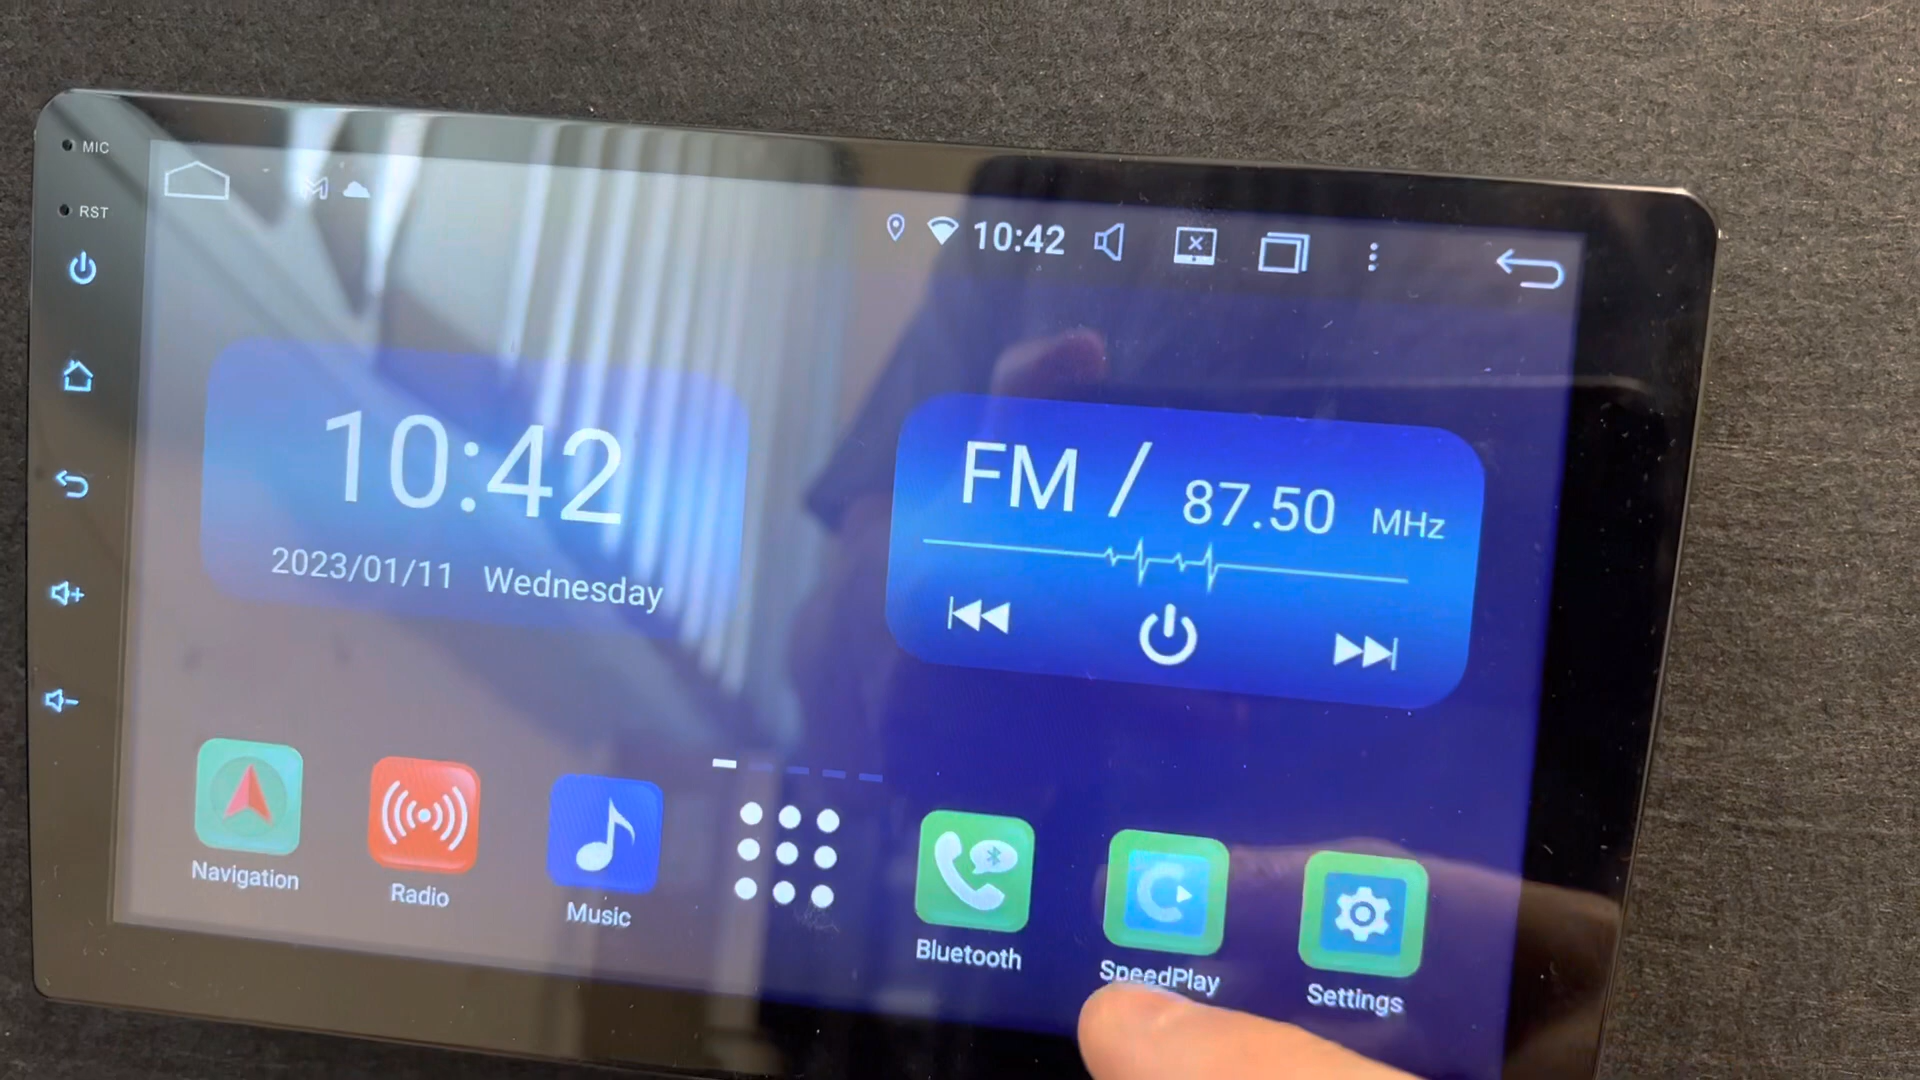 MIC
RST
10:42
10:42
2023/01/11 Wednesday
FM / 87.50 MHz
Navigation
Radio
Music
Bluetooth
SpeedPlay
Settings